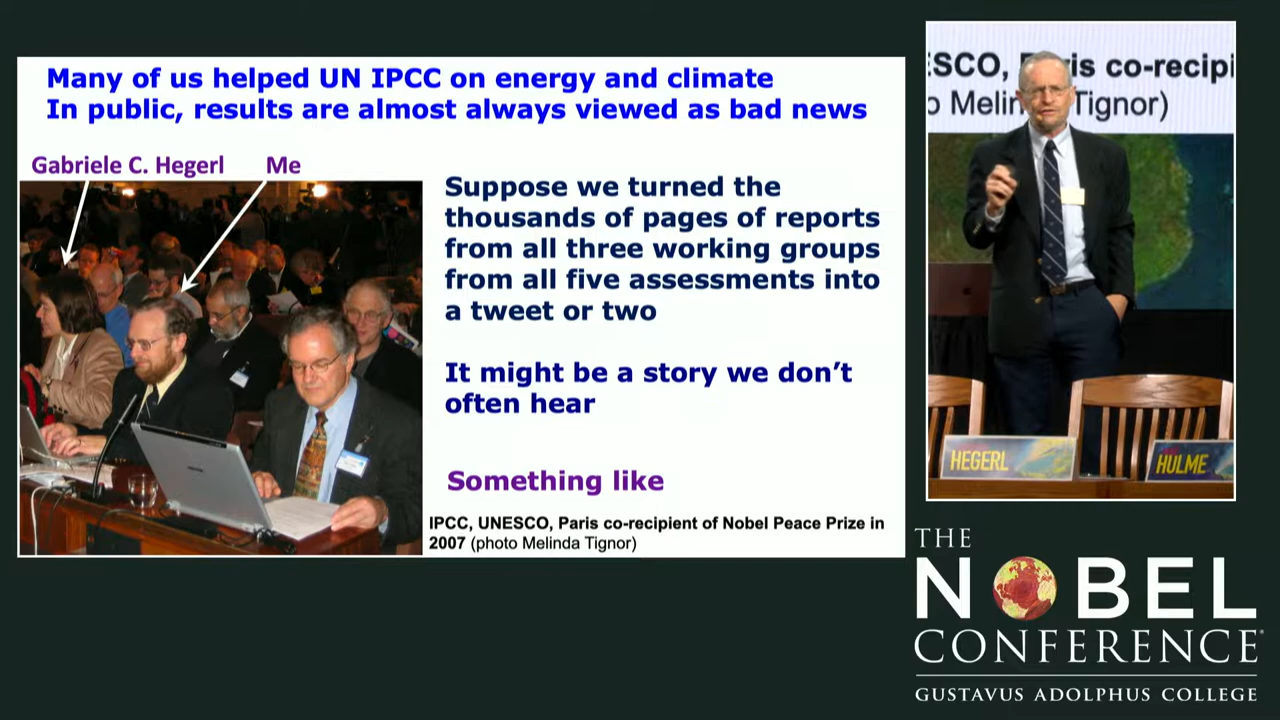 Many of us helped UN IPCC on energy and climate
In public, results are almost always viewed as bad news
Gabriele C. Hegerl Me
Suppose we turned the
thousands of pages of reports
from all three working groups
from all five assessments into
a tweet or two
It might be a story we don’t
often hear
Something like
IPCC, UNESCO, Paris co-recipient of Nobel Peace Prize in
2007 (photo Melinda Tignor)
ESCO, Paris co-recipi
o Melinda Tignor)
HEGERL
HULME
THE
NOBEL
CONFERENCE
GUSTAVUS ADOLPHUS COLLEGE